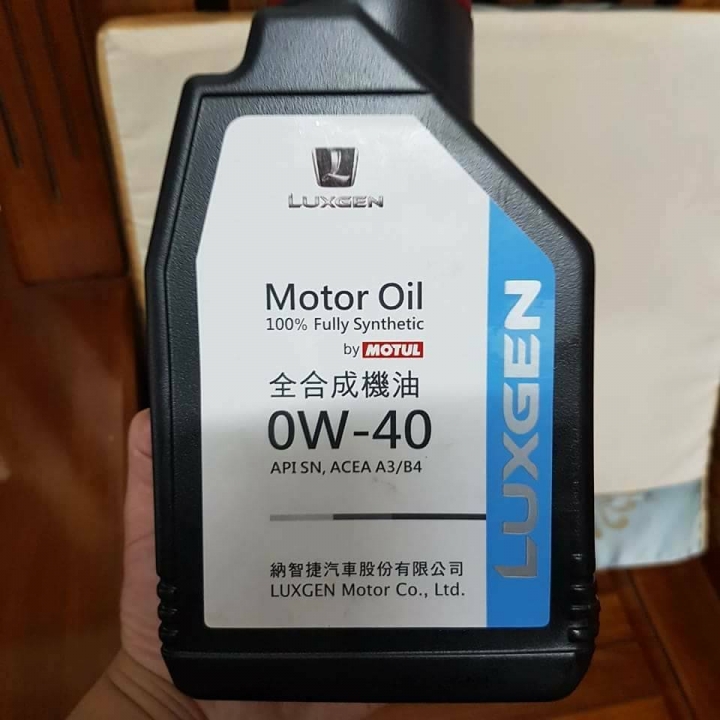 LUXGEN
Motor Oil
100% Fully Synthetic
by MOTUL
全合成機油
0W-40
API SN, ACEA A3/B4
納智捷汽車股份有限公司
LUXGEN Motor Co., Ltd.
LUXGEN